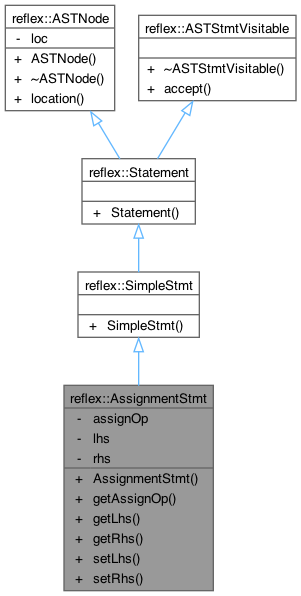 reflex::ASTNode
- loc
+ ASTNode()
+ ~ASTNode()
+ location()
reflex::ASTStmtVisitable
+ ~ASTStmtVisitable()
+ accept()
reflex::Statement
+ Statement()
reflex::SimpleStmt
+ SimpleStmt()
reflex::AssignmentStmt
- assignOp
- lhs
- rhs
+ AssignmentStmt()
+ getAssignOp()
+ getLhs()
+ getRhs()
+ setLhs()
+ setRhs()